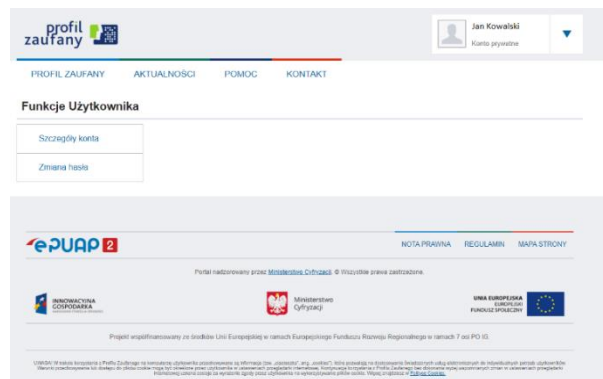 profil
zaufany
Jan Kowalski
Konto prywatne
PROFIL ZAUFANY AKTUALNOŚCI POMOC KONTAKT
Funkcje Użytkownika
Szczegóły konta
Zmiana hasła
ePUAP 2
NOTA PRAWNA REGULAMIN MAPA STRONY
Portal nadzorowany przez Ministerstwo Cyfryzacji. © Wszystkie prawa zastrzeżone.
INNOWACYJNA
GOSPODARKA
Ministerstwo
Cyfryzacji
UNIA EUROPEJSKA
EUROPEJSKI
FUNDUSZ SPOŁECZNY
Projekt współfinansowany ze środków Unii Europejskiej w ramach Europejskiego Funduszu Rozwoju Regionalnego w ramach 7 osi PO IG.